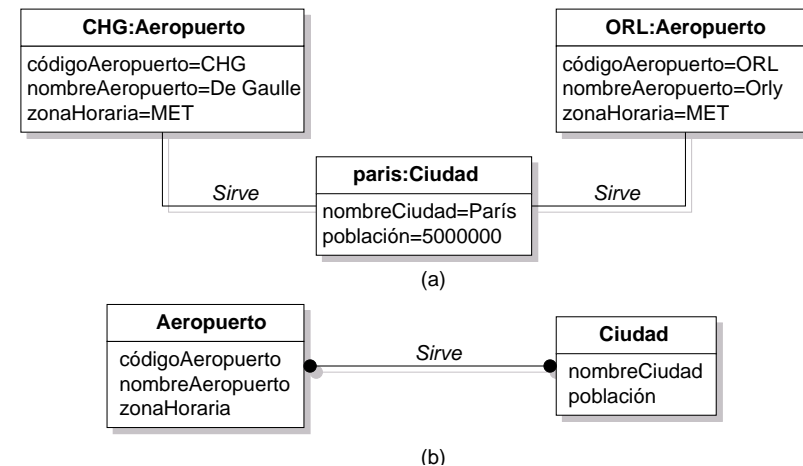 CHG:Aeropuerto
códigoAeropuerto=CHG
nombreAeropuerto=De Gaulle
zonaHoraria=MET
ORL:Aeropuerto
códigoAeropuerto=ORL
nombreAeropuerto=Orly
zonaHoraria=MET
Sirve
paris:Ciudad
nombreCiudad=París
población=5000000
Sirve
(a)
Aeropuerto
códigoAeropuerto
nombreAeropuerto
zonaHoraria
Sirve
Ciudad
nombreCiudad
población
(b)